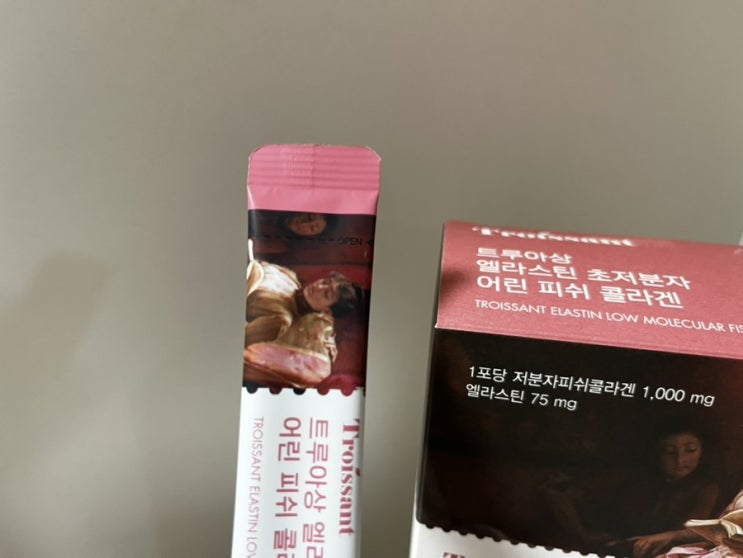 OPEN
Troissant
트루아상 엘라
어린 피쉬 콜라
TROISSANT ELASTIN LOW
Troissant
트루아상
엘라스틴 초저분자
어린 피쉬 콜라겐
TROISSANT ELASTIN LOW MOLECULAR FIS
1포당 저분자피쉬콜라겐 1,000 mg
엘라스틴 75 mg